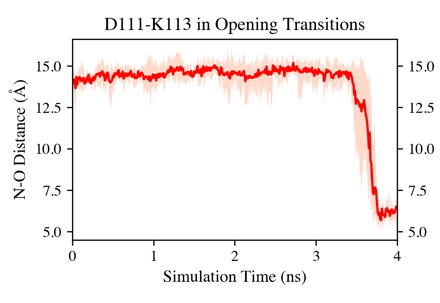 D111-K113 in Opening Transitions
15.0
12.5
10.0
7.5
5.0
N-O Distance (Å)
15.0
12.5
10.0
7.5
5.0
0 1 2 3 4
Simulation Time (ns)